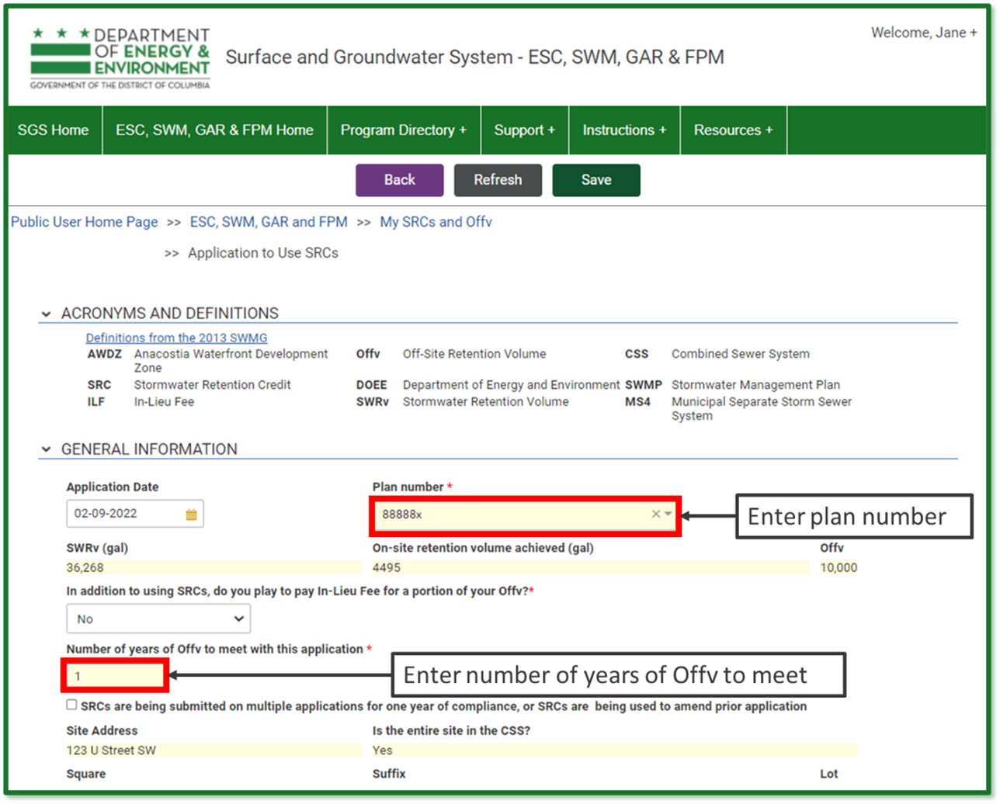 Welcome, Jane +
DEPARTMENT
OF ENERGY &
ENVIRONMENT
GOVERNMENT OF THE DISTRICT OF COLUMBIA
Surface and Groundwater System - ESC, SWM, GAR & FPM
SGS Home ESC, SWM, GAR & FPM Home Program Directory + Support + Instructions + Resources +
Back Refresh Save
Public User Home Page >> ESC, SWM, GAR and FPM >> My SRCs and Offv
>> Application to Use SRCs
ACRONYMS AND DEFINITIONS
Definitions from the 2013 SWMG
AWDZ Anacostia Waterfront Development Zone Offv Off-Site Retention Volume CSS Combined Sewer System
SRC Stormwater Retention Credit DOEE Department of Energy and Environment SWMP Stormwater Management Plan
ILF In-Lieu Fee SWRv Stormwater Retention Volume MS4 Municipal Separate Storm Sewer System
GENERAL INFORMATION
Application Date Plan number *
02-09-2022 88888x Enter plan number
SWRv (gal) On-site retention volume achieved (gal) Offv
36,268 4495 10,000
In addition to using SRCs, do you play to pay In-Lieu Fee for a portion of your Offv?*
No
Number of years of Offv to meet with this application *
1 Enter number of years of Offv to meet
SRCs are being submitted on multiple applications for one year of compliance, or SRCs are being used to amend prior application
Site Address Is the entire site in the CSS?
123 U Street SW Yes
Square Suffix Lot